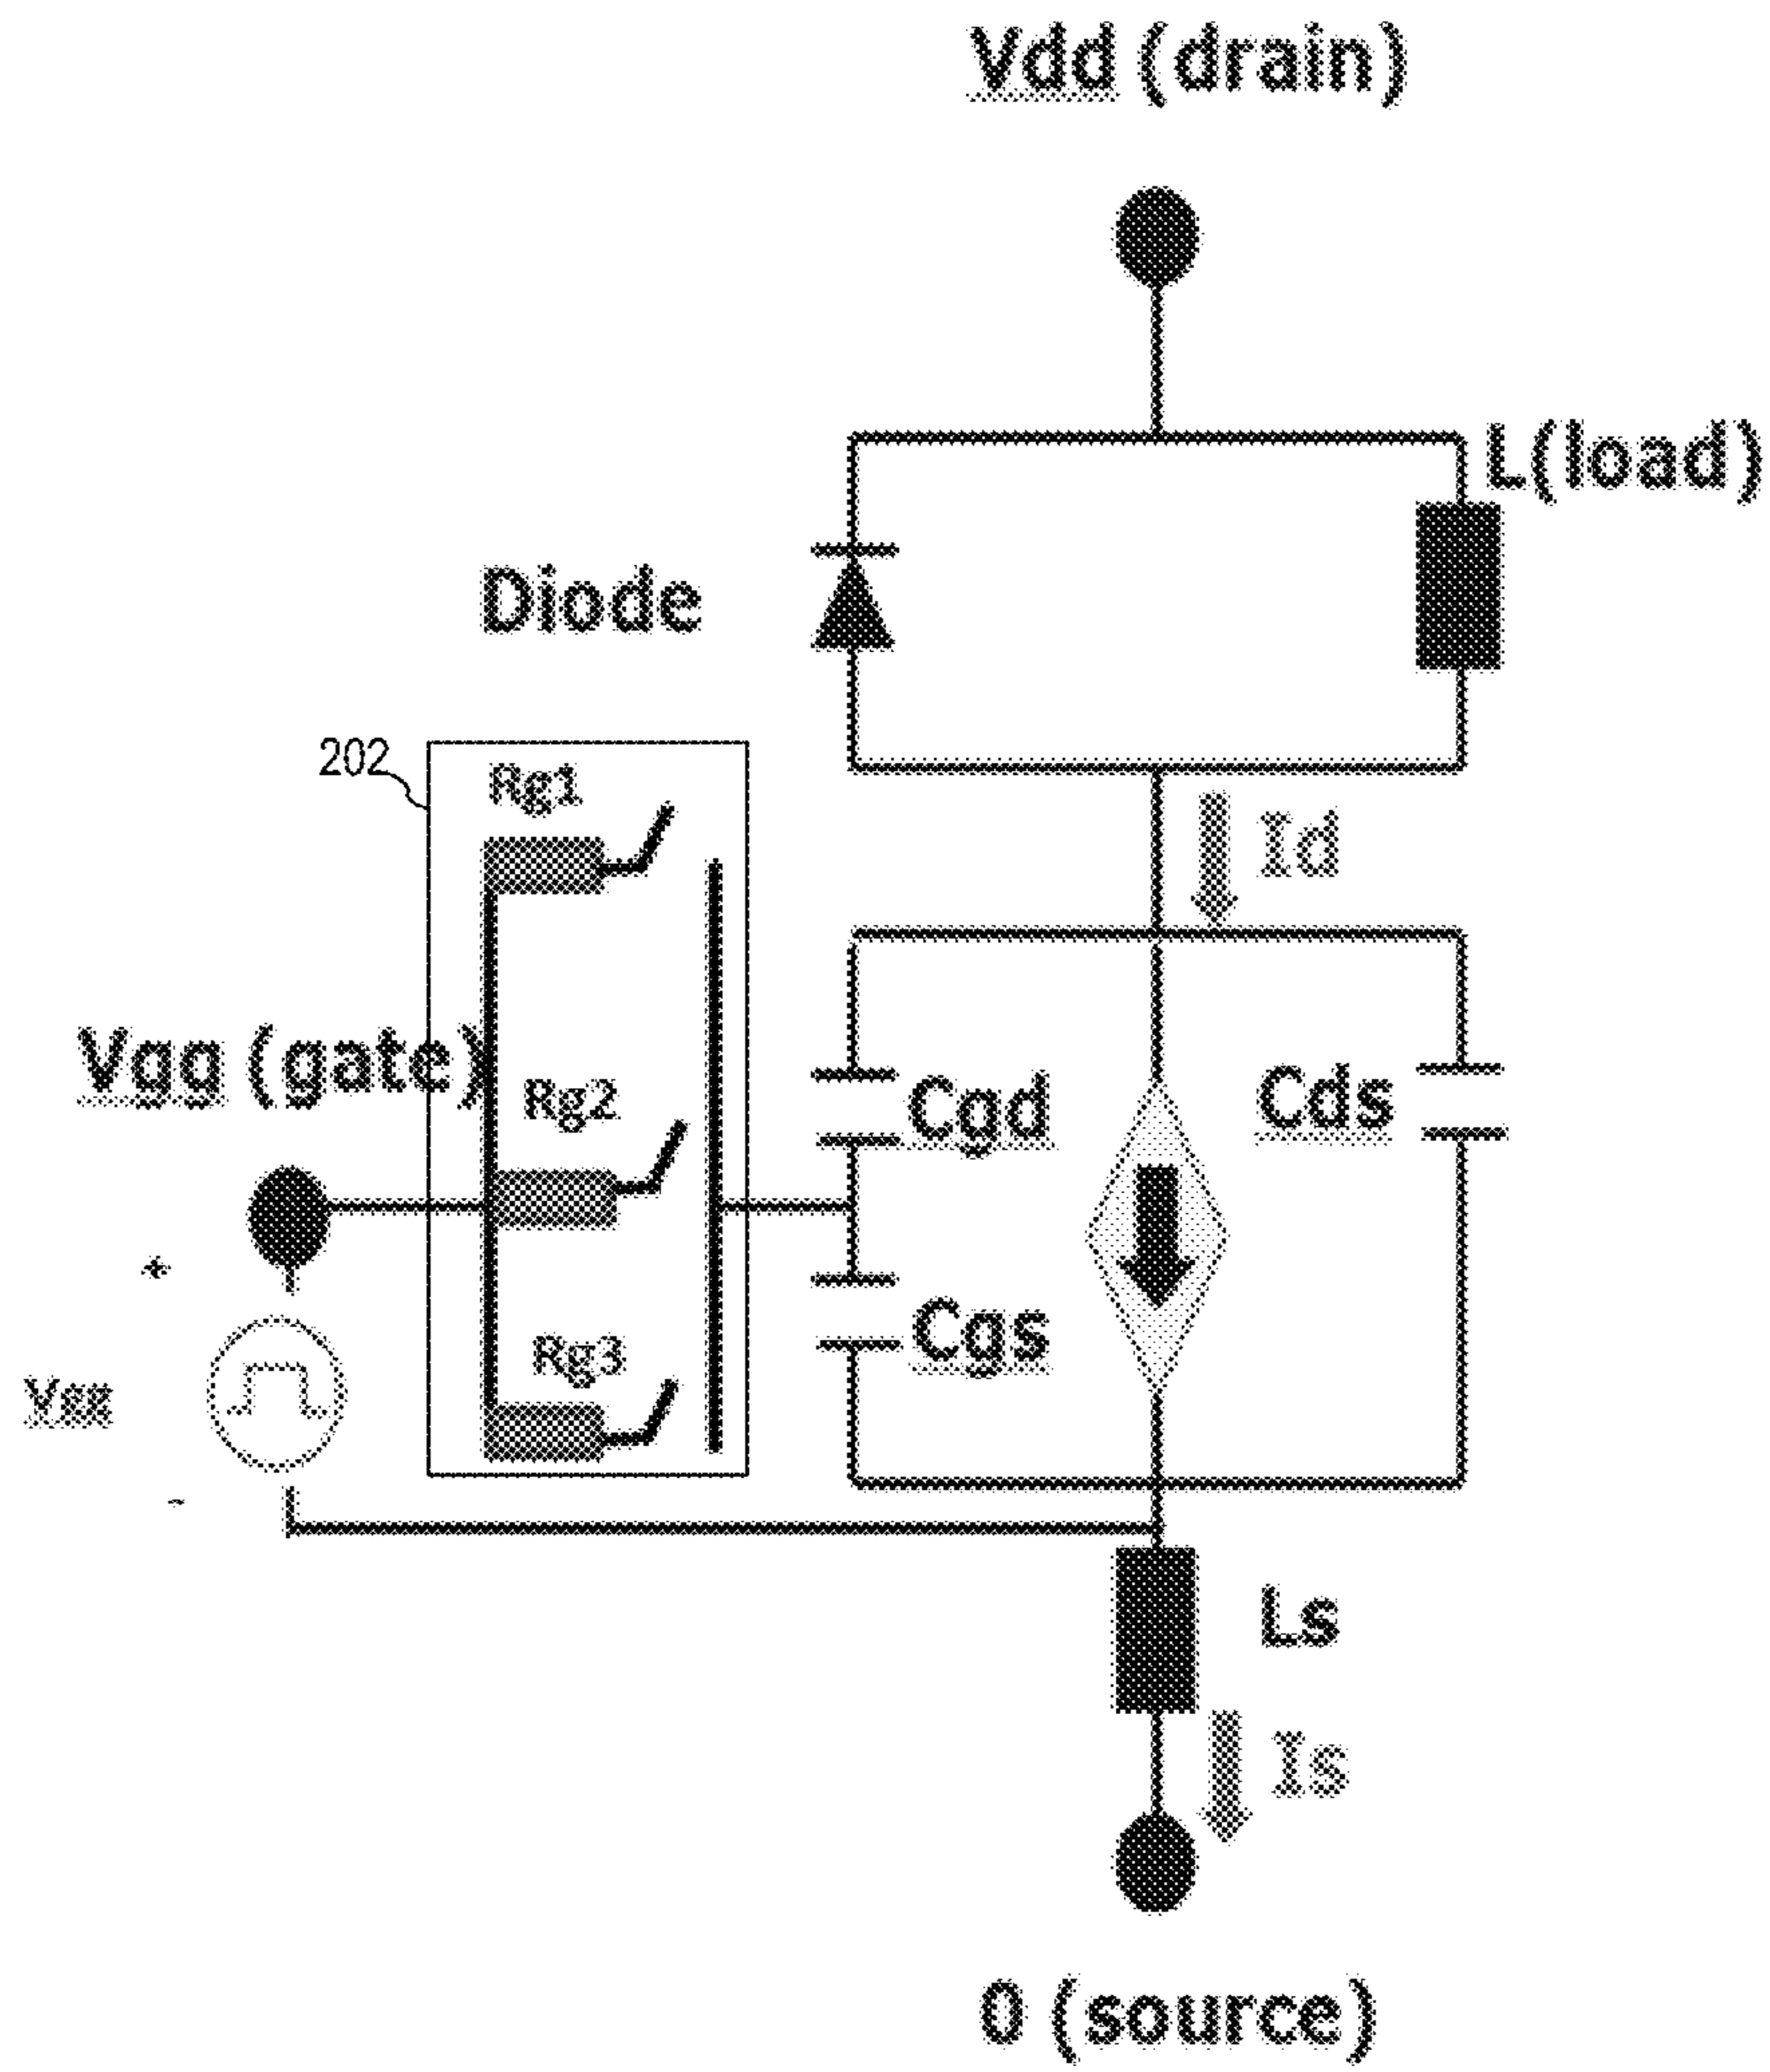 Vdd (drain)
L(load)
Diode
202
Rg1
Id
Vgg (gate)
Rg2
Cgd
Cds
+
Rg3
Cgs
-
Ls
Is
0 (source)